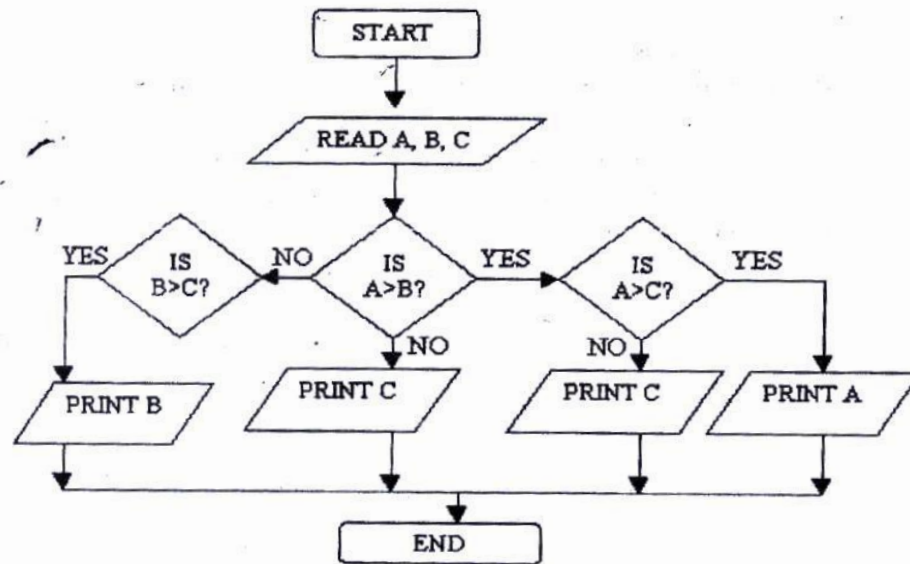 START
READ A, B, C
YES
IS
B>C?
NO
IS
A>B?
YES
IS
A>C?
YES
NO
NO
PRINT B
PRINT C
PRINT C
PRINT A
END